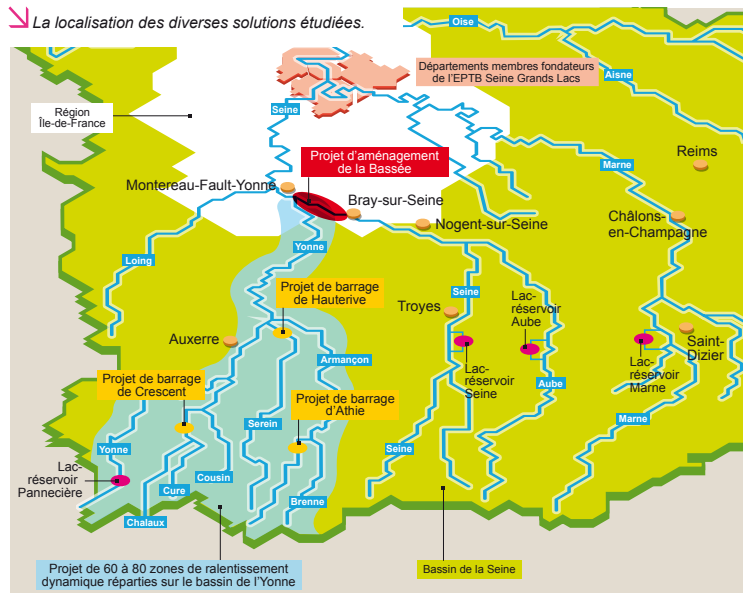 La localisation des diverses solutions étudiées.
Oise
Départements membres fondateurs
de l'EPTB Seine Grands Lacs
Aisne
Région
Île-de-France
Seine
Marne
Reims
Projet d'aménagement
de la Bassée
Montereau-Fault-Yonne
Bray-sur-Seine
Nogent-sur-Seine
Châlons-
en-Champagne
Yonne
Loing
Projet de barrage
de Hauterive
Seine
Troyes
Lac-
réservoir
Aube
Auxerre
Saint-
Dizier
Armançon
Lac-
réservoir
Seine
Lac-
réservoir
Marne
Projet de barrage
de Crescent
Aube
Projet de barrage
d'Athie
Marne
Serein
Yonne
Seine
Lac-
réservoir
Pannecière
Cousin
Cure
Brenne
Chalaux
Projet de 60 à 80 zones de ralentissement
dynamique réparties sur le bassin de l'Yonne
Bassin de la Seine